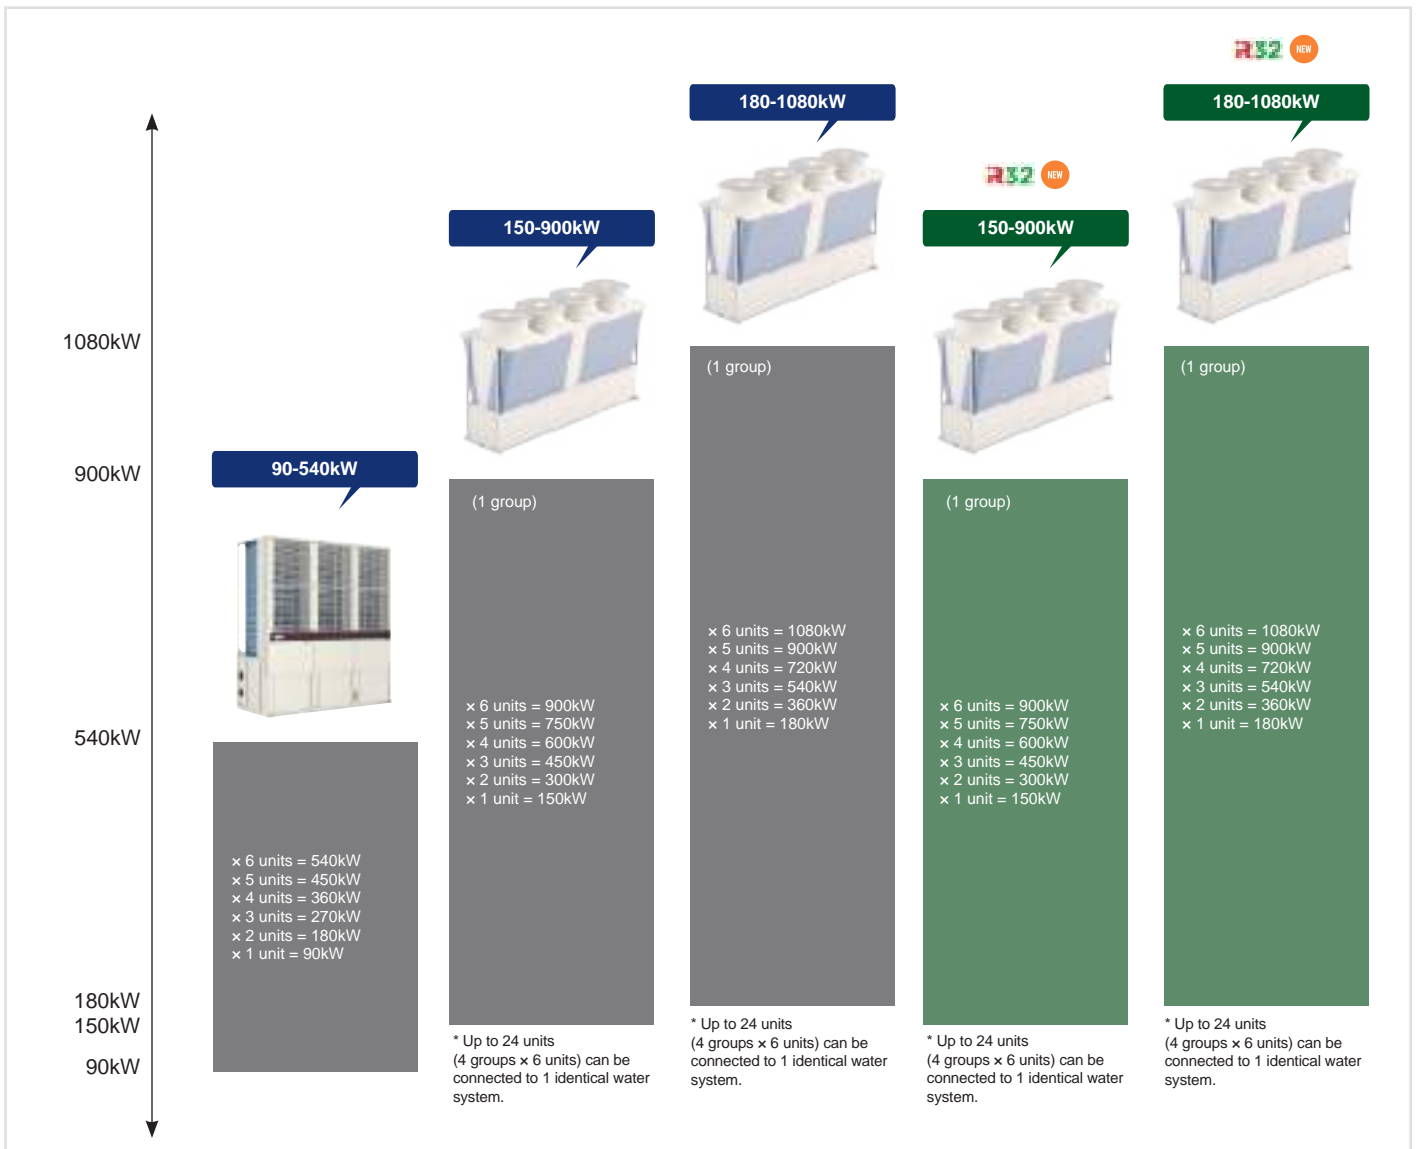 1080kW
900kW
540kW
180kW
150kW
90kW
90-540kW
× 6 units = 540kW
× 5 units = 450kW
× 4 units = 360kW
× 3 units = 270kW
× 2 units = 180kW
× 1 unit = 90kW
150-900kW
(1 group)
× 6 units = 900kW
× 5 units = 750kW
× 4 units = 600kW
× 3 units = 450kW
× 2 units = 300kW
× 1 unit = 150kW
* Up to 24 units
(4 groups × 6 units) can be
connected to 1 identical water
system.
180-1080kW
(1 group)
× 6 units = 1080kW
× 5 units = 900kW
× 4 units = 720kW
× 3 units = 540kW
× 2 units = 360kW
× 1 unit = 180kW
* Up to 24 units
(4 groups × 6 units) can be
connected to 1 identical water
system.
R32 NEW
150-900kW
(1 group)
× 6 units = 900kW
× 5 units = 750kW
× 4 units = 600kW
× 3 units = 450kW
× 2 units = 300kW
× 1 unit = 150kW
* Up to 24 units
(4 groups × 6 units) can be
connected to 1 identical water
system.
R32 NEW
180-1080kW
(1 group)
× 6 units = 1080kW
× 5 units = 900kW
× 4 units = 720kW
× 3 units = 540kW
× 2 units = 360kW
× 1 unit = 180kW
* Up to 24 units
(4 groups × 6 units) can be
connected to 1 identical water
system.